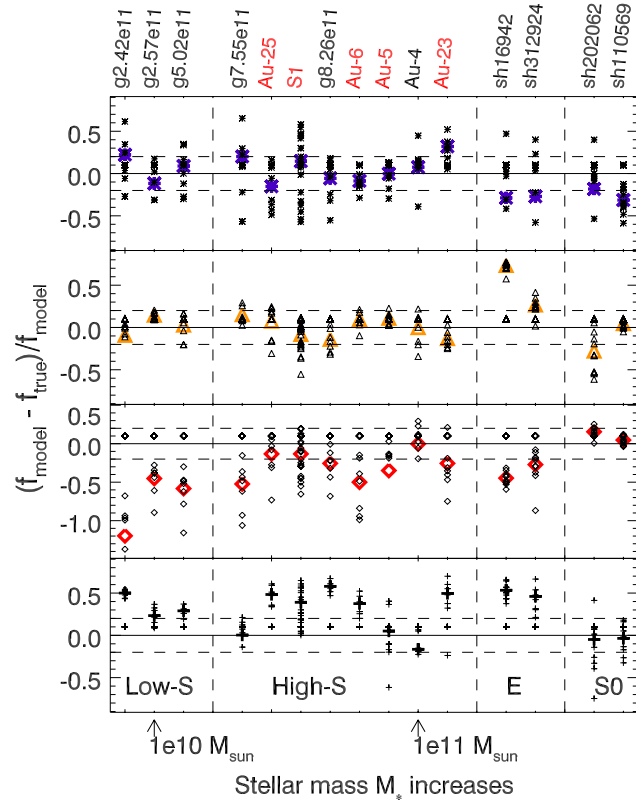 g2.42e11
g2.57e11
g5.02e11
g7.55e11
Au-25
S1
g8.26e11
Au-6
Au-5
Au-4
Au-23
sh16942
sh312924
sh202062
sh110569
0.5
0.0
-0.5
0.5
0.0
-0.5
0.5
0.0
-0.5
-1.0
0.5
0.0
-0.5
(f_model - f_true)/f_model
Low-S
High-S
E
S0
1e10 M_sun
1e11 M_sun
Stellar mass M_* increases